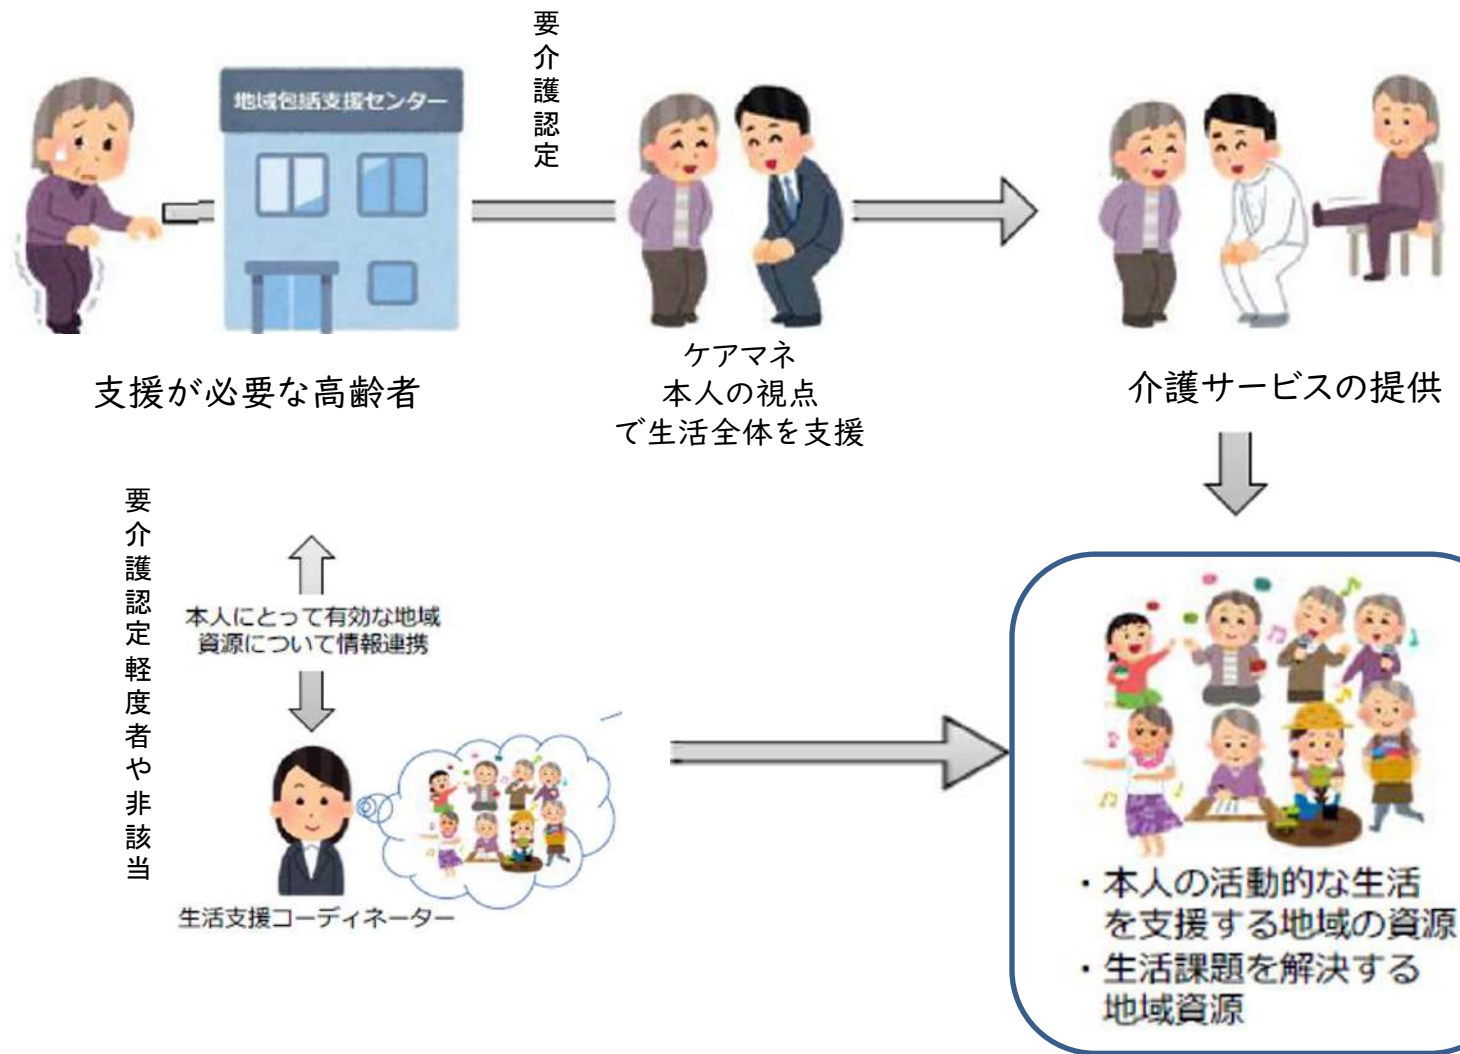 要介護認定
地域包括支援センター
支援が必要な高齢者
ケアマネ
本人の視点
で生活全体を支援
介護サービスの提供
要介護認定軽度者や非該当
本人にとって有効な地域
資源について情報連携
生活支援コーディネーター
・本人の活動的な生活
を支援する地域の資源
・生活課題を解決する
地域資源